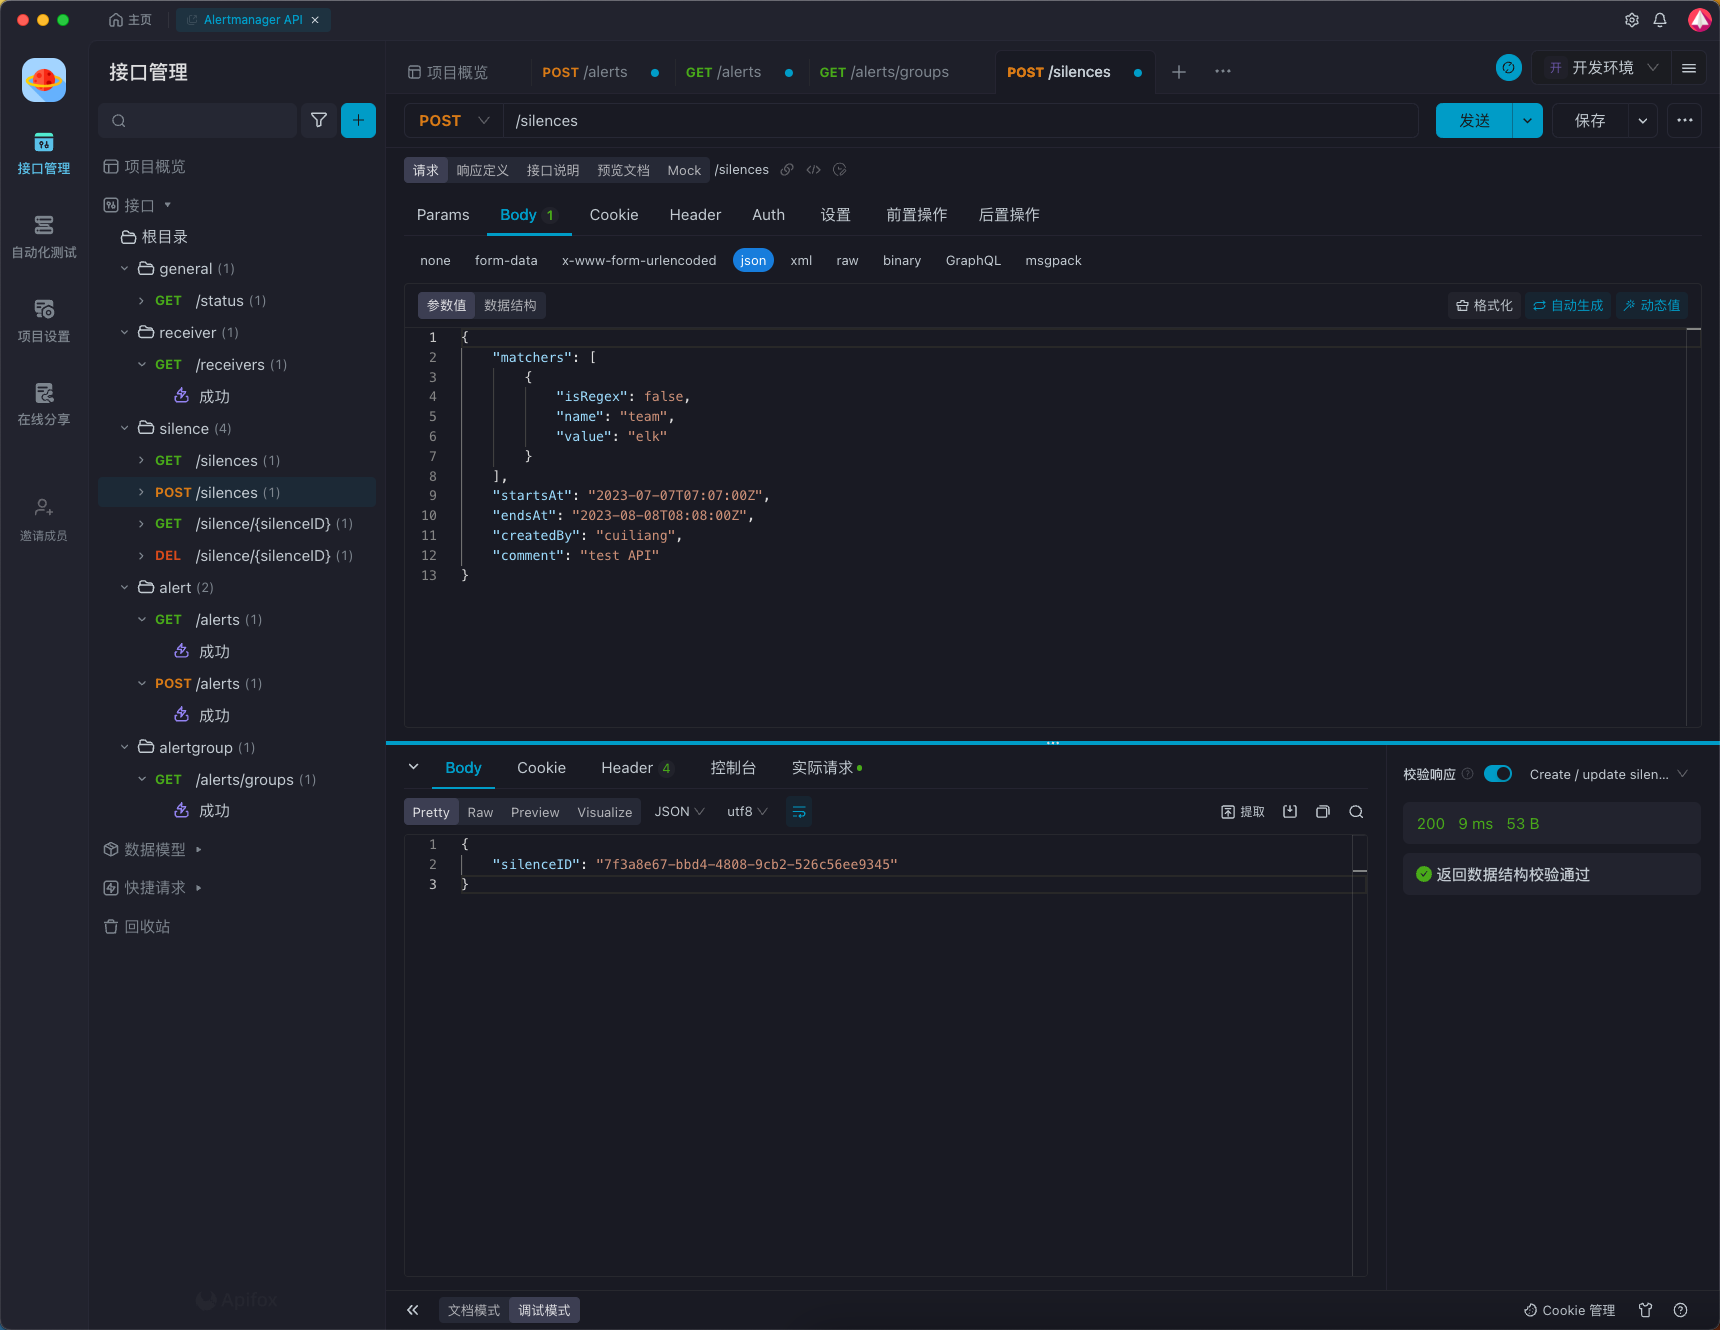 主页
Alertmanager API
接口管理
自动化测试
项目设置
在线分享
邀请成员
接口管理
项目概览
接口
根目录
general (1)
GET /status (1)
receiver (1)
GET /receivers (1)
成功
silence (4)
GET /silences (1)
POST /silences (1)
GET /silence/{silenceID} (1)
DEL /silence/{silenceID} (1)
alert (2)
GET /alerts (1)
成功
POST /alerts (1)
成功
alertgroup (1)
GET /alerts/groups (1)
成功
数据模型
快捷请求
回收站
Apifox
项目概览
POST /alerts
GET /alerts
GET /alerts/groups
POST /silences
开 开发环境
POST /silences
发送
保存
请求 响应定义 接口说明 预览文档 Mock /silences
Params Body 1 Cookie Header Auth 设置 前置操作 后置操作
none form-data x-www-form-urlencoded json xml raw binary GraphQL msgpack
参数值 数据结构
格式化 自动生成 动态值
1 {
2 "matchers": [
3 {
4 "isRegex": false,
5 "name": "team",
6 "value": "elk"
7 }
8 ],
9 "startsAt": "2023-07-07T07:07:00Z",
10 "endsAt": "2023-08-08T08:08:00Z",
11 "createdBy": "cuiliang",
12 "comment": "test API"
13 }
Body Cookie Header 4 控制台 实际请求
Pretty Raw Preview Visualize JSON utf8
提取
1 {
2 "silenceID": "7f3a8e67-bbd4-4808-9cb2-526c56ee9345"
3 }
校验响应 Create / update silen...
200 9 ms 53 B
返回数据结构校验通过
文档模式 调试模式
Cookie 管理